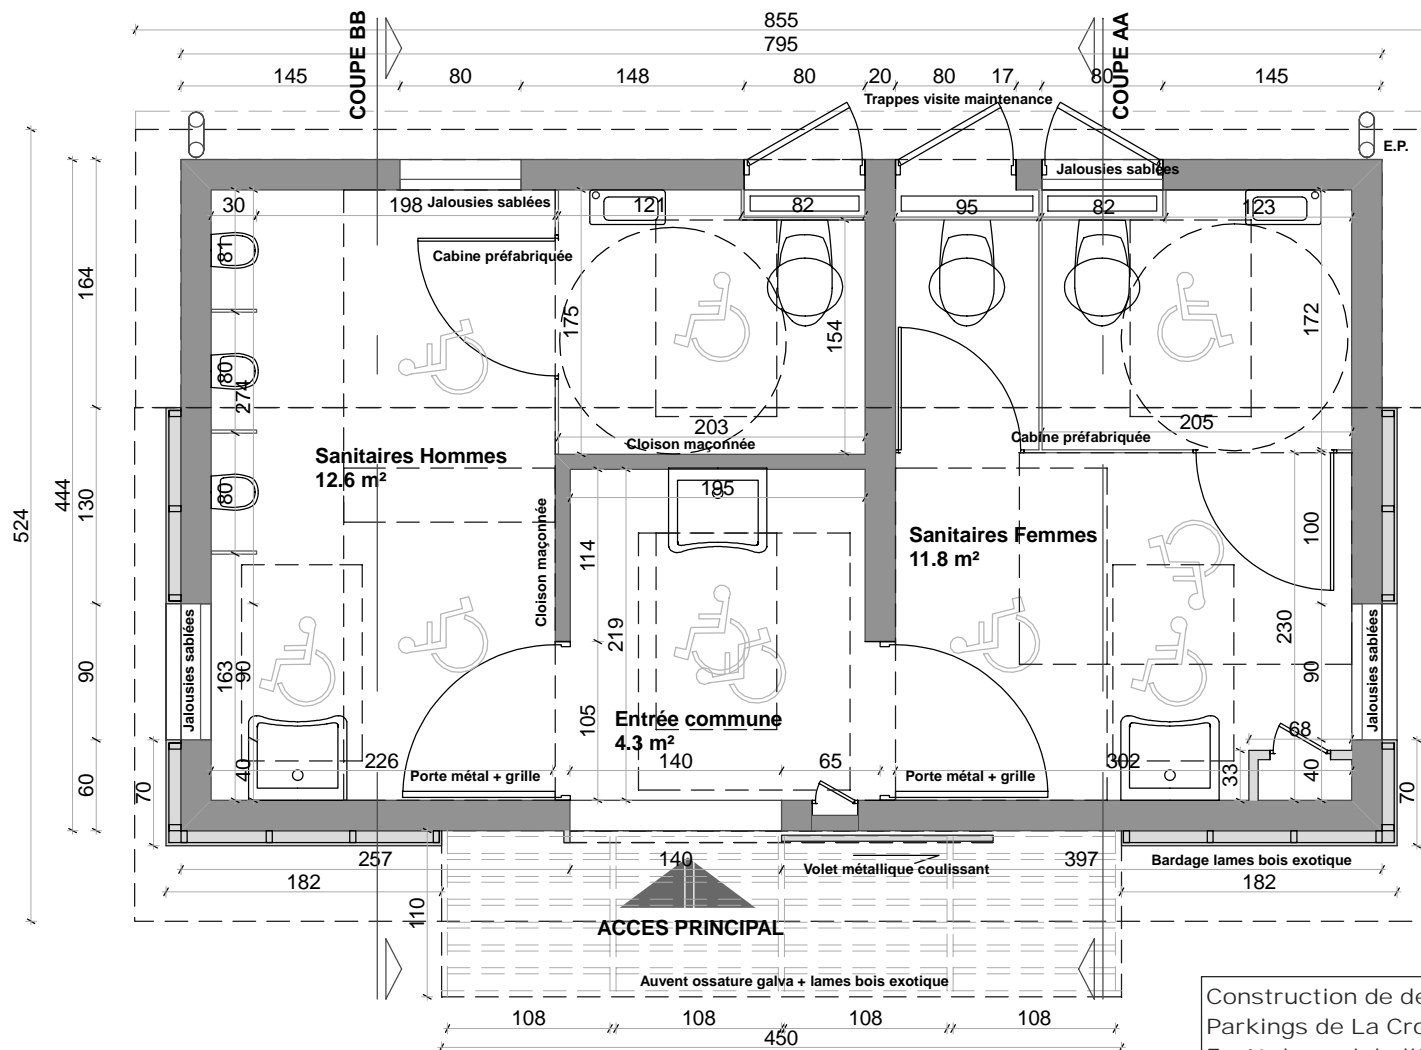 855
795
145 80 148 80 20 80 17 80 145
COUPE BB
COUPE AA
Trappes visite maintenance
E.P.
Jalousies sablées
30 198 121 82 95 82 123
Jalousies sablées
Cabine préfabriquée
81
164
175
154
172
80
274
203
205
Cloison maçonnée
Cabine préfabriquée
Sanitaires Hommes
12.6 m²
444
130
524
80
195
Cloison maçonnée
114
219
Sanitaires Femmes
11.8 m²
100
230
Jalousies sablées
163
90
90
90
Jalousies sablées
105
Entrée commune
4.3 m²
68
60
70
40
226
Porte métal + grille
140
65
Porte métal + grille
302
33
40
70
257
140
397
Volet métallique coulissant
Bardage lames bois exotique
182
182
110
ACCES PRINCIPAL
Auvent ossature galva + lames bois exotique
108 108 108 108
450
Construction de de
Parkings de La Cro